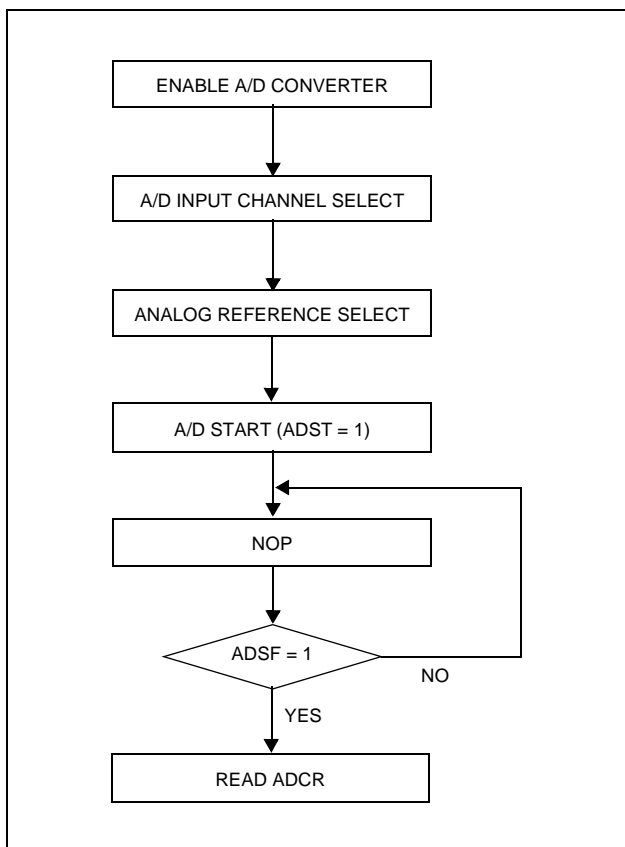 ENABLE A/D CONVERTER
A/D INPUT CHANNEL SELECT
ANALOG REFERENCE SELECT
A/D START (ADST = 1)
NOP
ADSF = 1
NO
YES
READ ADCR